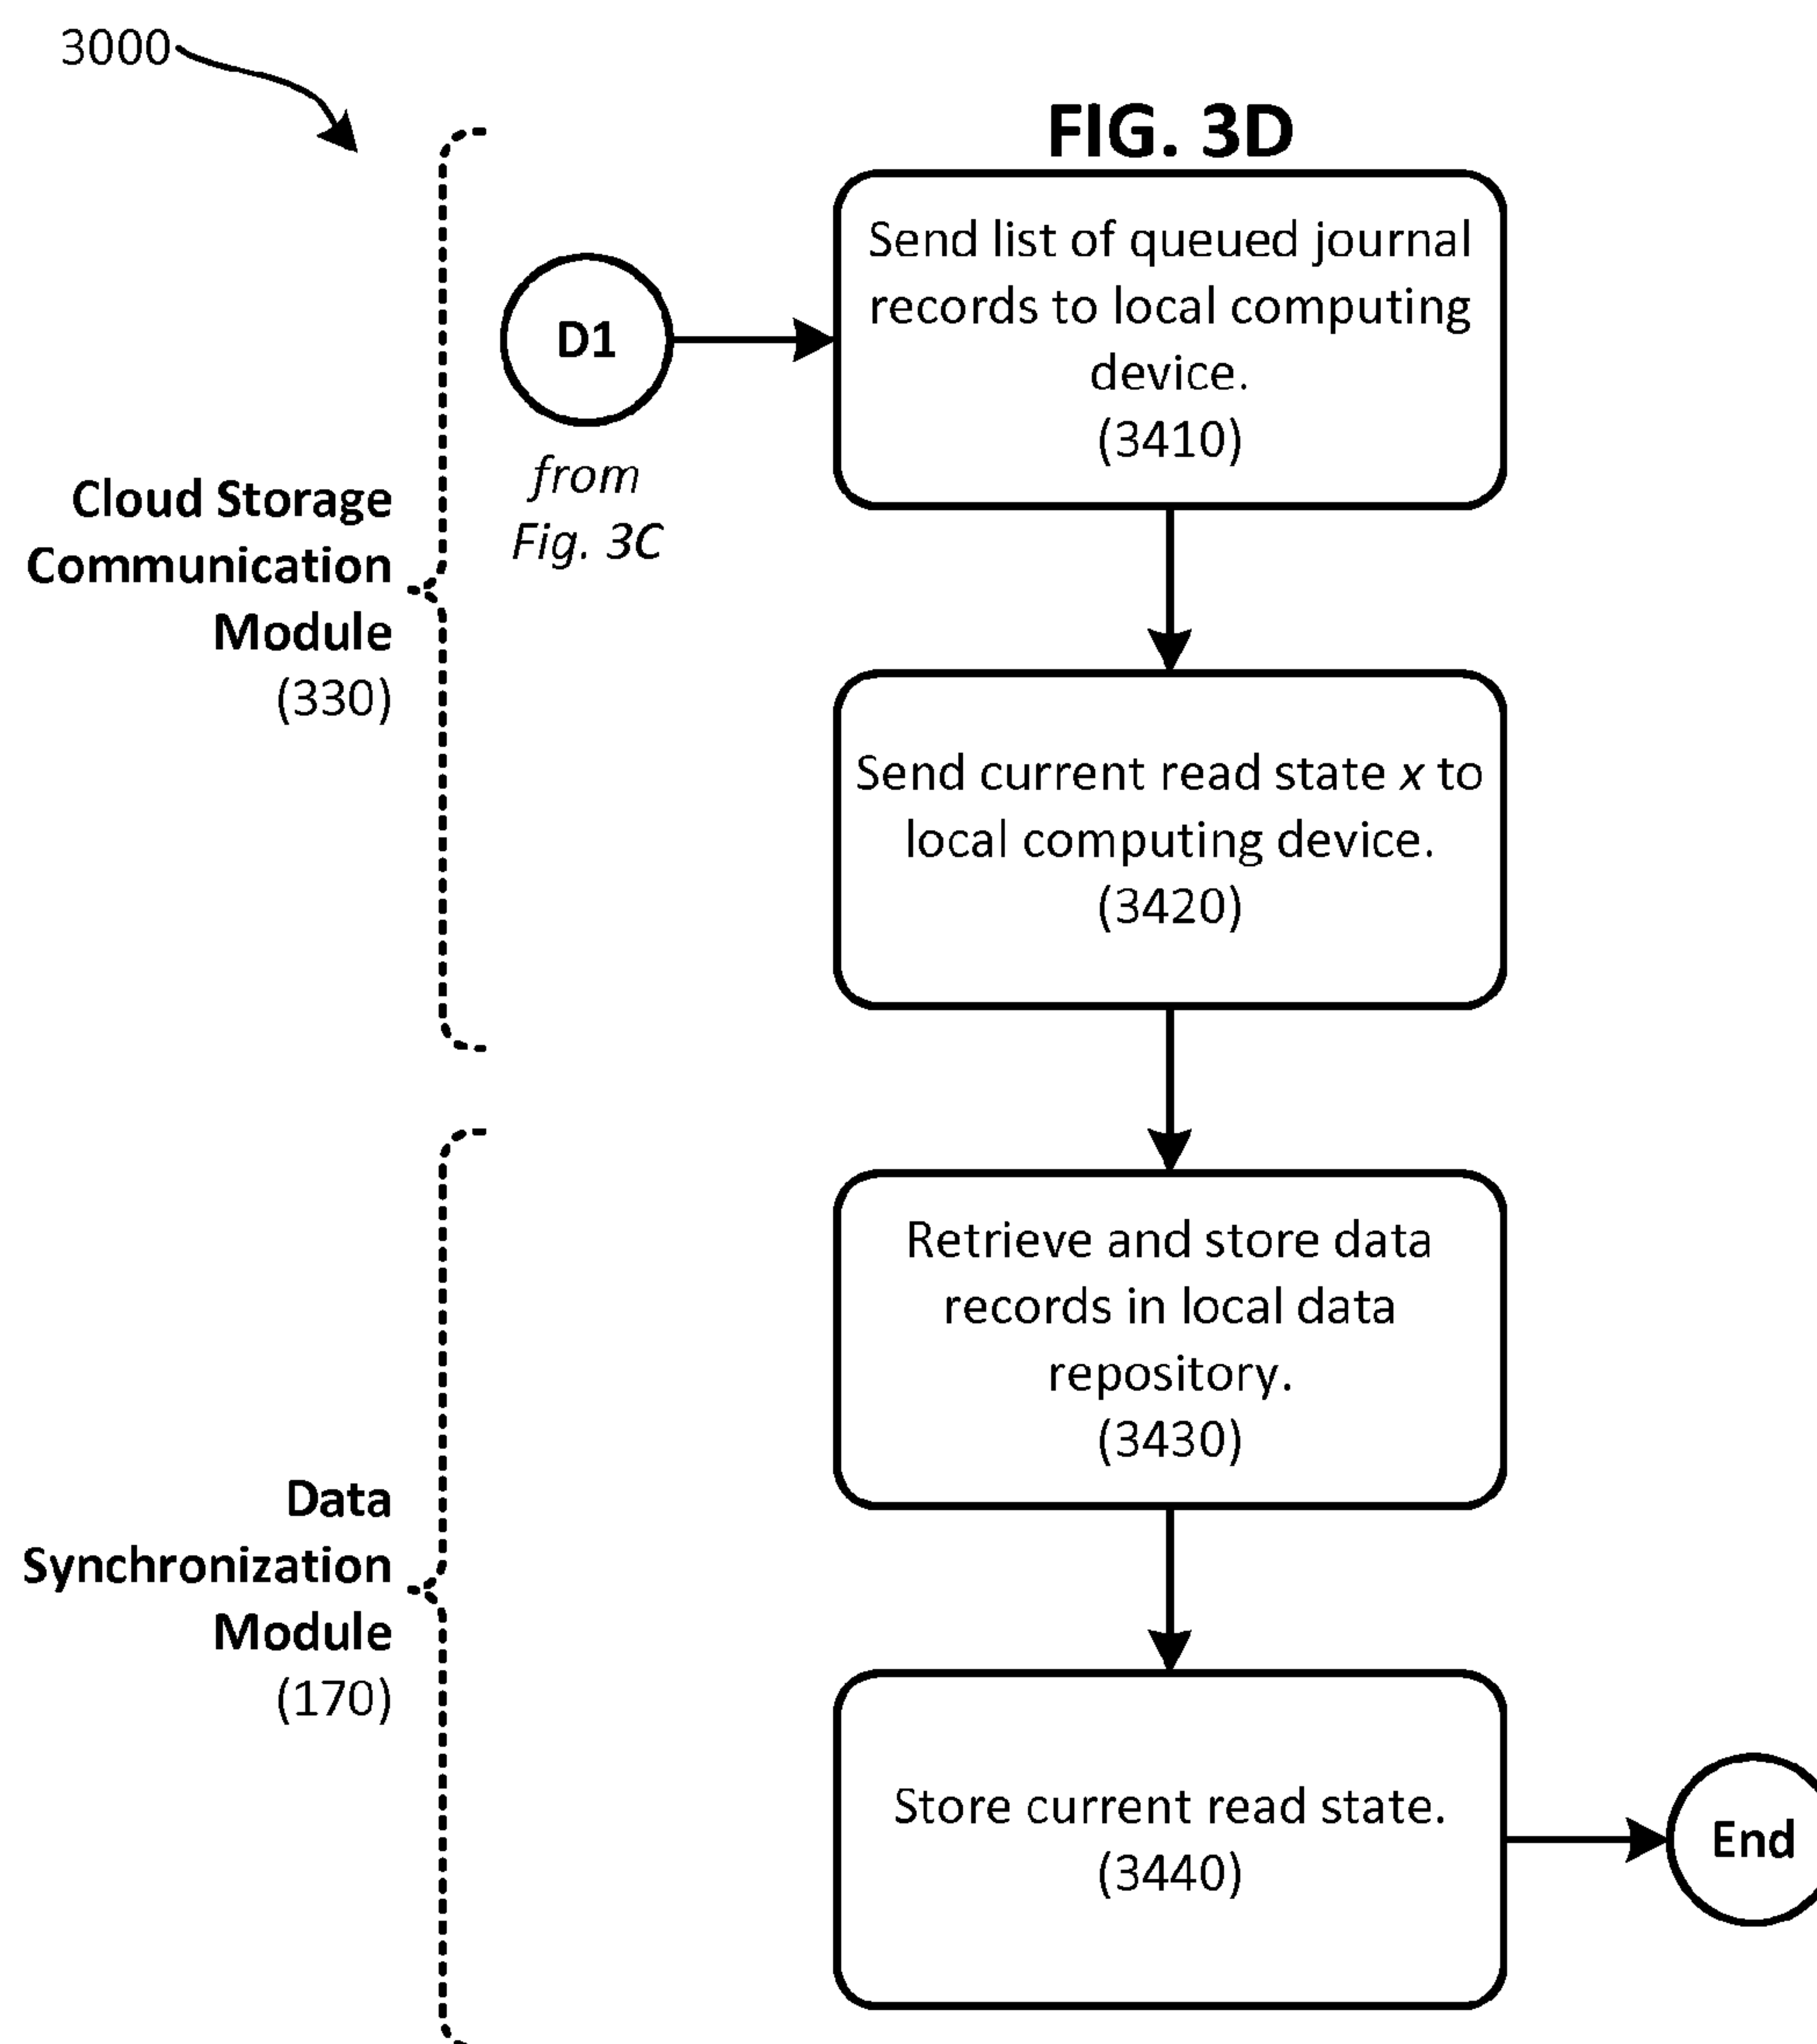 3000
FIG. 3D
Send list of queued journal
records to local computing
device.
(3410)
D1
from
Fig. 3C
Cloud Storage
Communication
Module
(330)
Send current read state x to
local computing device.
(3420)
Retrieve and store data
records in local data
repository.
(3430)
Data
Synchronization
Module
(170)
Store current read state.
(3440)
End